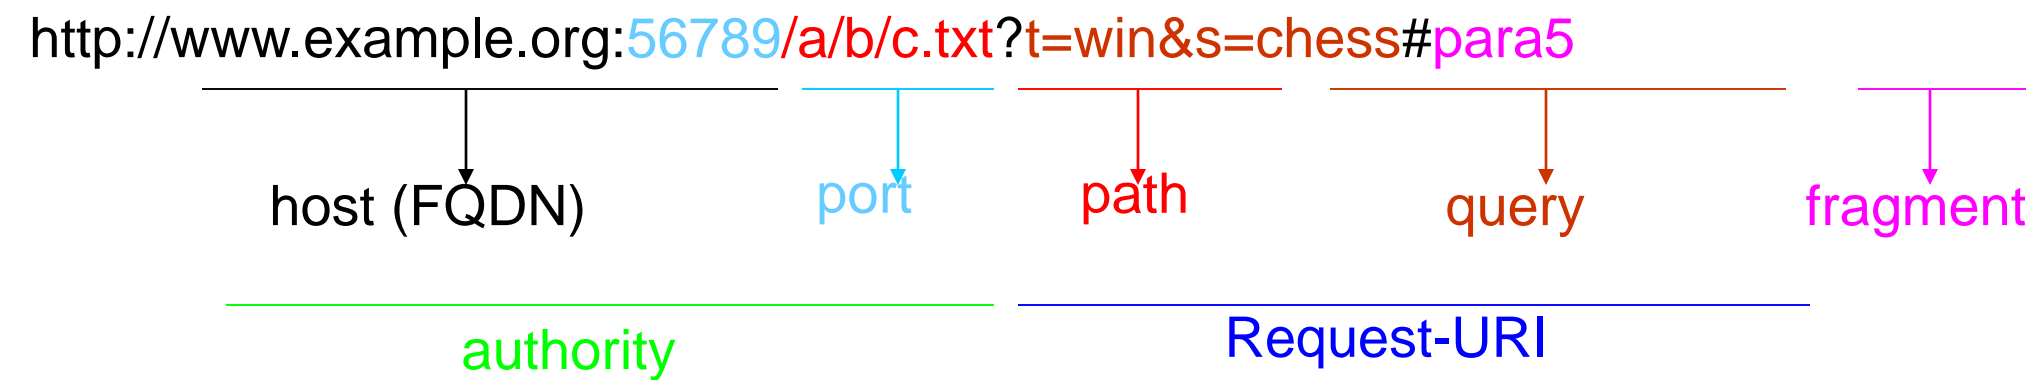 http://www.example.org:56789/a/b/c.txt?t=win&s=chess#para5
host (FQDN) port path query fragment
authority Request-URI